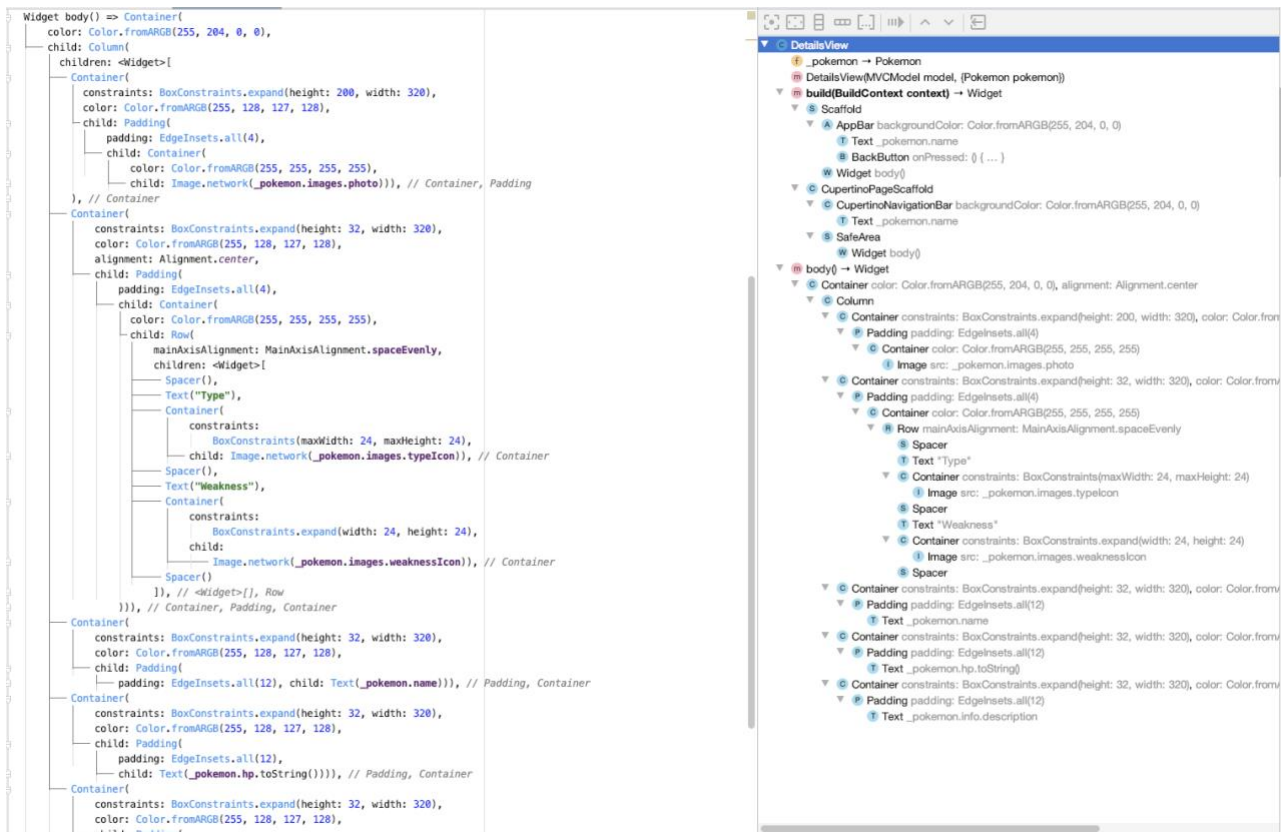 Widget body() => Container(
color: Color.fromARGB(255, 204, 0, 0),
child: Column(
children: <Widget>[
Container(
constraints: BoxConstraints.expand(height: 200, width: 320),
color: Color.fromARGB(255, 128, 127, 128),
child: Padding(
padding: EdgeInsets.all(4),
child: Container(
color: Color.fromARGB(255, 255, 255, 255),
child: Image.network(_pokemon.images.photo))), // Container, Padding
), // Container
Container(
constraints: BoxConstraints.expand(height: 32, width: 320),
color: Color.fromARGB(255, 128, 127, 128),
alignment: Alignment.center,
child: Padding(
padding: EdgeInsets.all(4),
child: Container(
color: Color.fromARGB(255, 255, 255, 255),
child: Row(
mainAxisAlignment: MainAxisAlignment.spaceEvenly,
children: <Widget>[
Spacer(),
Text("Type"),
Container(
constraints:
BoxConstraints(maxWidth: 24, maxHeight: 24),
child: Image.network(_pokemon.images.typeIcon)), // Container
Spacer(),
Text("Weakness"),
Container(
constraints:
BoxConstraints.expand(width: 24, height: 24),
child:
Image.network(_pokemon.images.weaknessIcon)), // Container
Spacer()
]), // <Widget>[], Row
))), // Container, Padding, Container
Container(
constraints: BoxConstraints.expand(height: 32, width: 320),
color: Color.fromARGB(255, 128, 127, 128),
child: Padding(
padding: EdgeInsets.all(12), child: Text(_pokemon.name))), // Padding, Container
Container(
constraints: BoxConstraints.expand(height: 32, width: 320),
color: Color.fromARGB(255, 128, 127, 128),
child: Padding(
padding: EdgeInsets.all(12),
child: Text(_pokemon.hp.toString()))), // Padding, Container
Container(
constraints: BoxConstraints.expand(height: 32, width: 320),
color: Color.fromARGB(255, 128, 127, 128),
DetailsView
_pokemon → Pokemon
DetailsView(MVCModel model, {Pokemon pokemon})
build(BuildContext context) → Widget
Scaffold
AppBar backgroundColor: Color.fromARGB(255, 204, 0, 0)
Text _pokemon.name
BackButton onPressed: () { ... }
Widget body()
CupertinoPageScaffold
CupertinoNavigationBar backgroundColor: Color.fromARGB(255, 204, 0, 0)
Text _pokemon.name
SafeArea
Widget body()
body() → Widget
Container color: Color.fromARGB(255, 204, 0, 0), alignment: Alignment.center
Column
Container constraints: BoxConstraints.expand(height: 200, width: 320), color: Color.from
Padding padding: EdgeInsets.all(4)
Container color: Color.fromARGB(255, 255, 255, 255)
Image src: _pokemon.images.photo
Container constraints: BoxConstraints.expand(height: 32, width: 320), color: Color.from
Padding padding: EdgeInsets.all(4)
Container color: Color.fromARGB(255, 255, 255, 255)
Row mainAxisAlignment: MainAxisAlignment.spaceEvenly
Spacer
Text "Type"
Container constraints: BoxConstraints(maxWidth: 24, maxHeight: 24)
Image src: _pokemon.images.typeIcon
Spacer
Text "Weakness"
Container constraints: BoxConstraints.expand(width: 24, height: 24)
Image src: _pokemon.images.weaknessIcon
Spacer
Container constraints: BoxConstraints.expand(height: 32, width: 320), color: Color.from
Padding padding: EdgeInsets.all(12)
Text _pokemon.name
Container constraints: BoxConstraints.expand(height: 32, width: 320), color: Color.from
Padding padding: EdgeInsets.all(12)
Text _pokemon.hp.toString()
Container constraints: BoxConstraints.expand(height: 32, width: 320), color: Color.from
Padding padding: EdgeInsets.all(12)
Text _pokemon.info.description